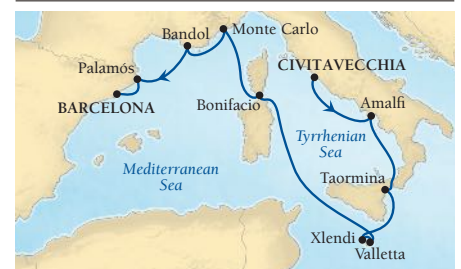 Bandol
Monte Carlo
Palamós
CIVITAVECCHIA
BARCELONA
Bonifacio
Amalfi
Tyrrhenian
Sea
Mediterranean
Sea
Taormina
Xlendi
Valletta